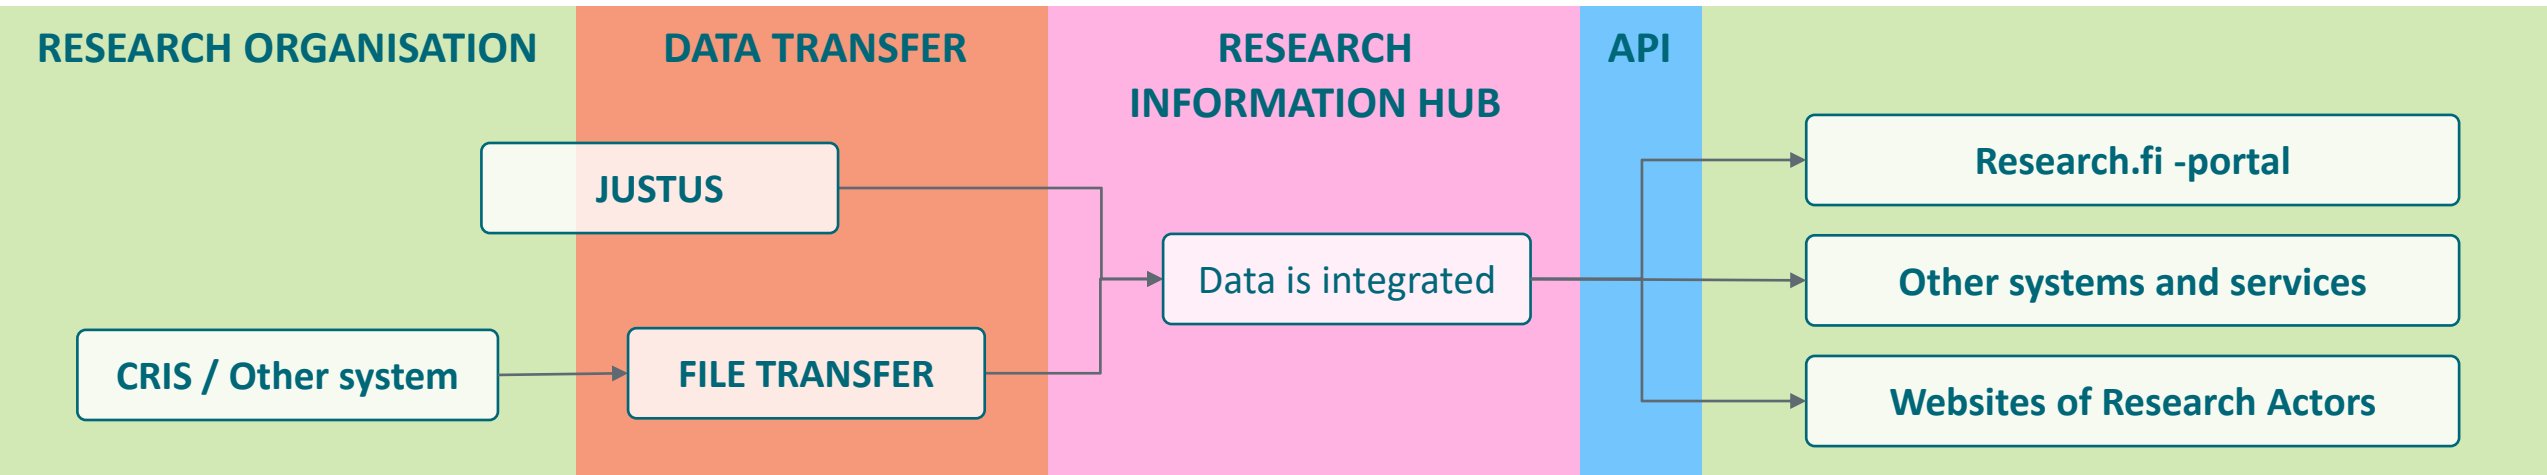 RESEARCH ORGANISATION
DATA TRANSFER
RESEARCH
INFORMATION HUB
API
JUSTUS
CRIS / Other system
FILE TRANSFER
Data is integrated
Research.fi -portal
Other systems and services
Websites of Research Actors